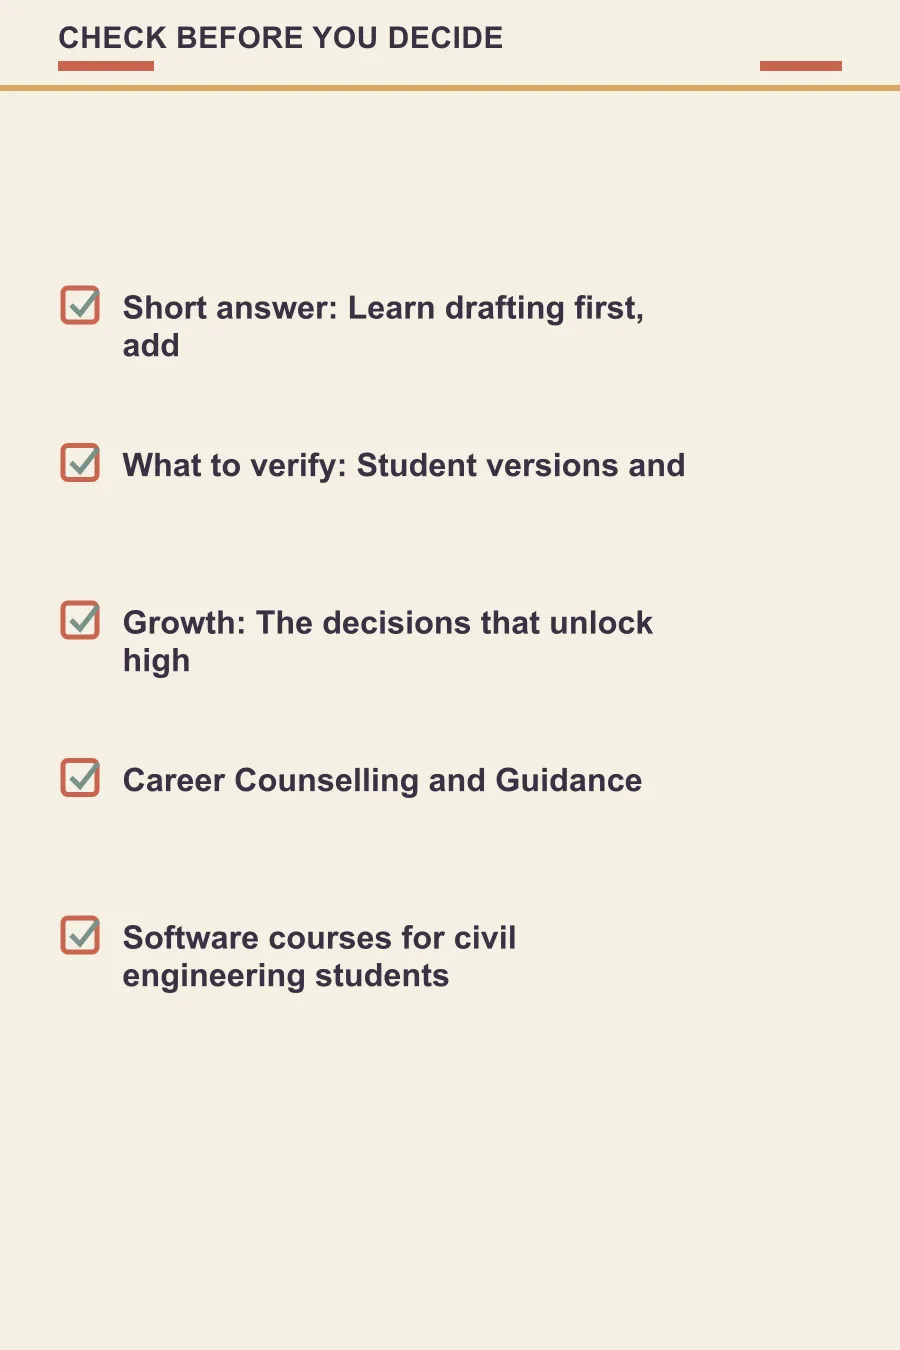 CHECK BEFORE YOU DECIDE
Short answer: Learn drafting first,
add
What to verify: Student versions and
Growth: The decisions that unlock
high
Career Counselling and Guidance
Software courses for civil
engineering students